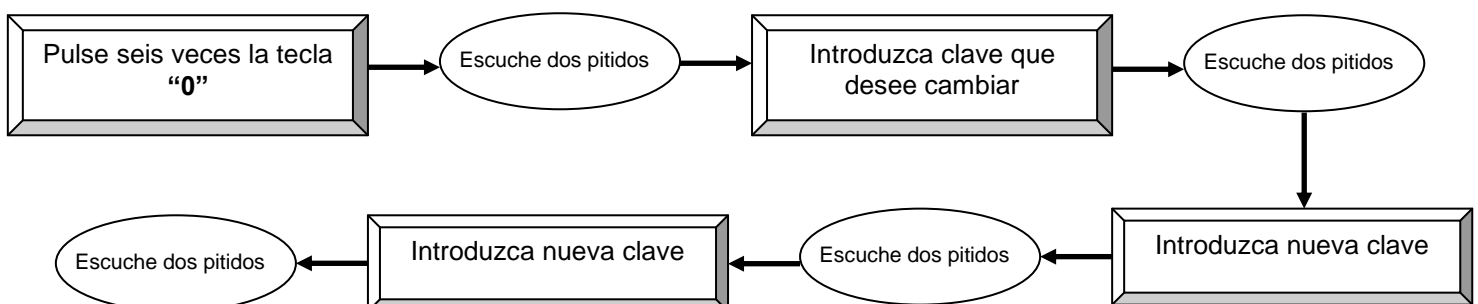 Pulse seis veces la tecla
“0”
Escuche dos pitidos
Introduzca clave que
desee cambiar
Escuche dos pitidos
Introduzca nueva clave
Escuche dos pitidos
Introduzca nueva clave
Escuche dos pitidos